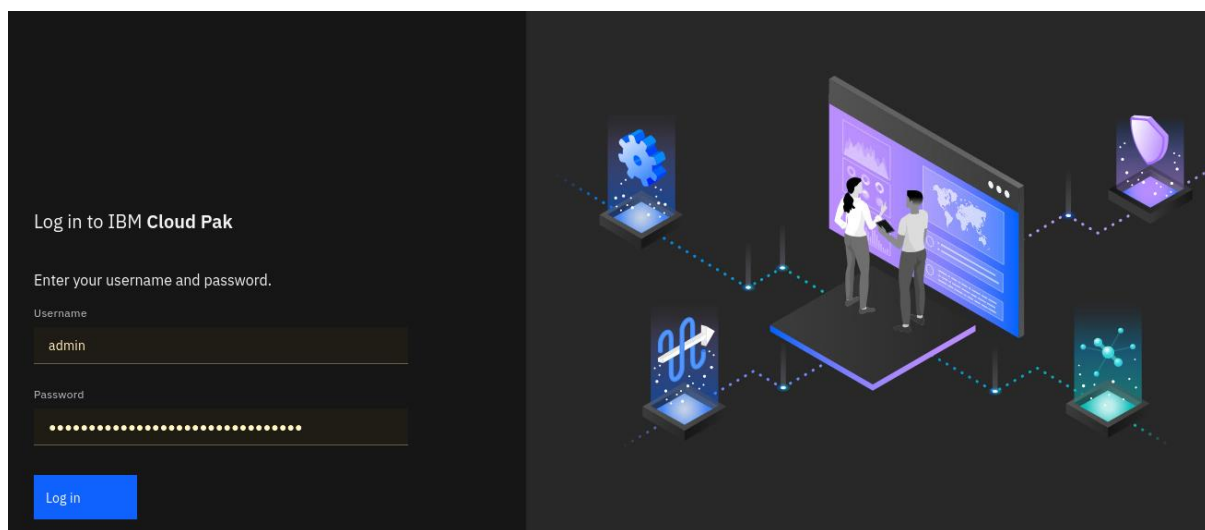 Log in to IBM Cloud Pak
Enter your username and password.
Username
admin
Password
••••••••••••••••••••••••••••••••
Log in